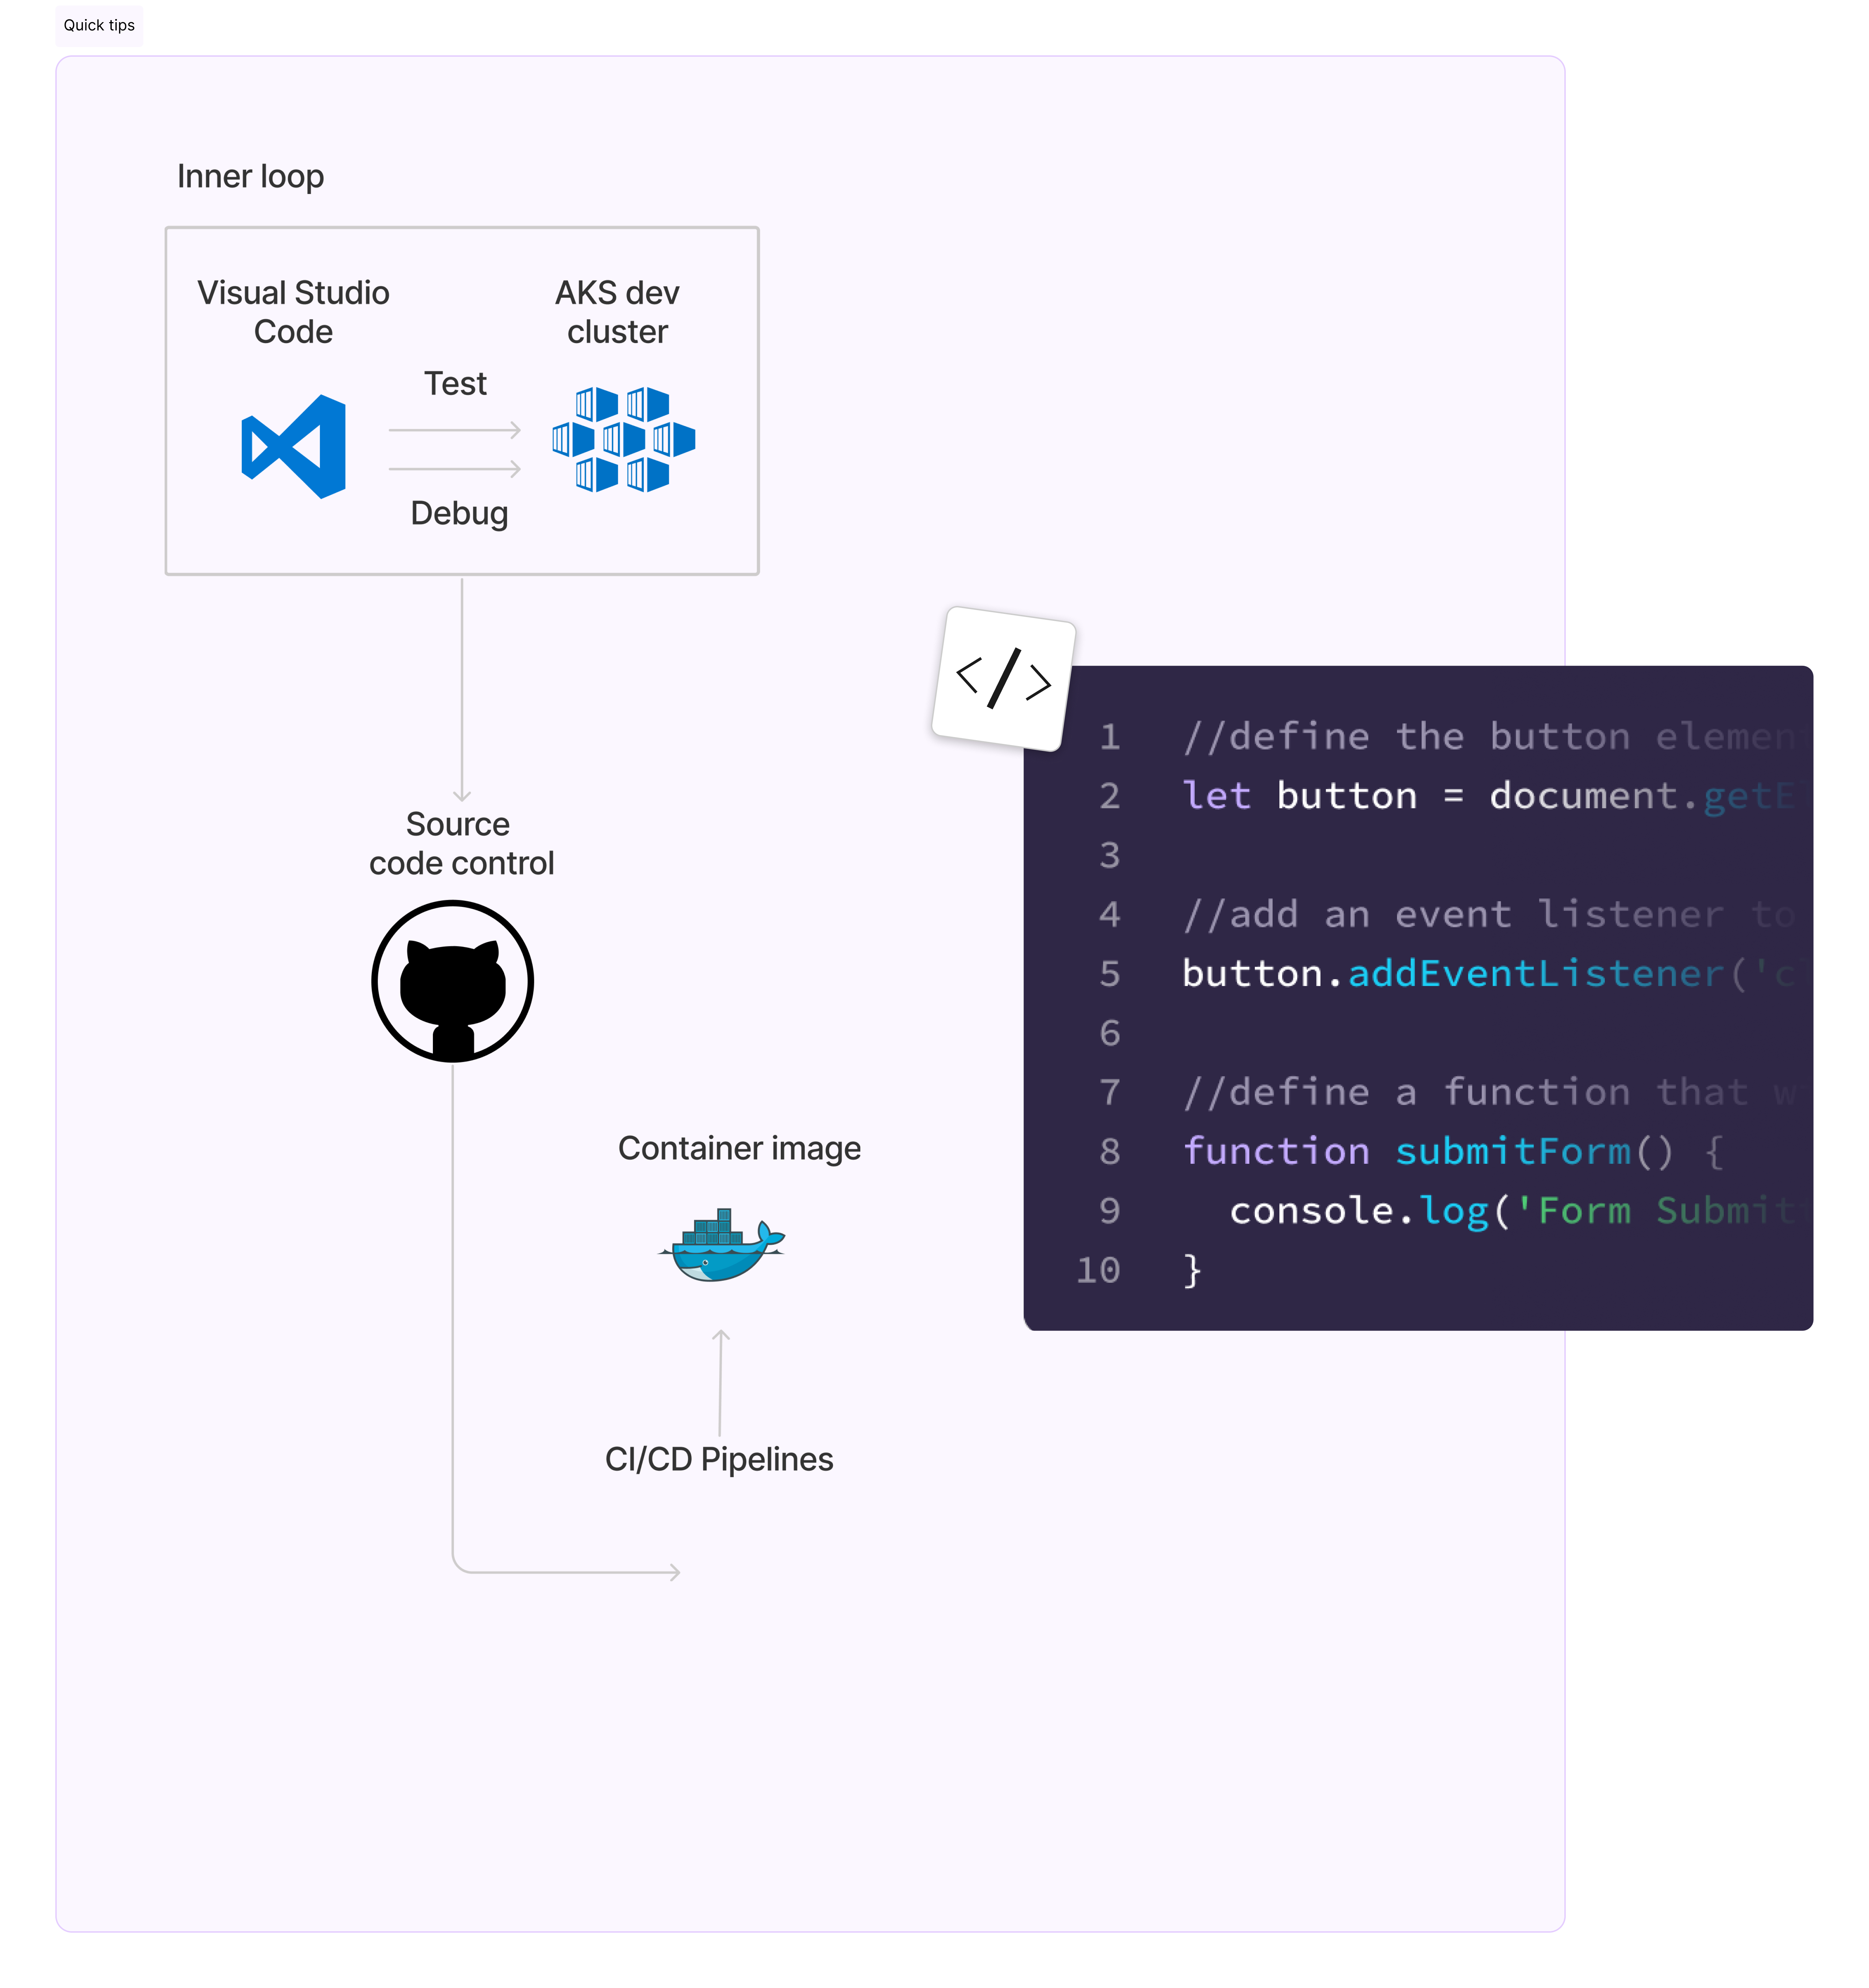 Quick tips
Inner loop
Visual Studio
Code
AKS dev
cluster
Test
Debug
Source
code control
Container image
CI/CD Pipelines
</>
1 //define the button elemen
2 let button = document.getE
3
4 //add an event listener to
5 button.addEventListener('c
6
7 //define a function that w
8 function submitForm() {
9 console.log('Form Submit
10 }